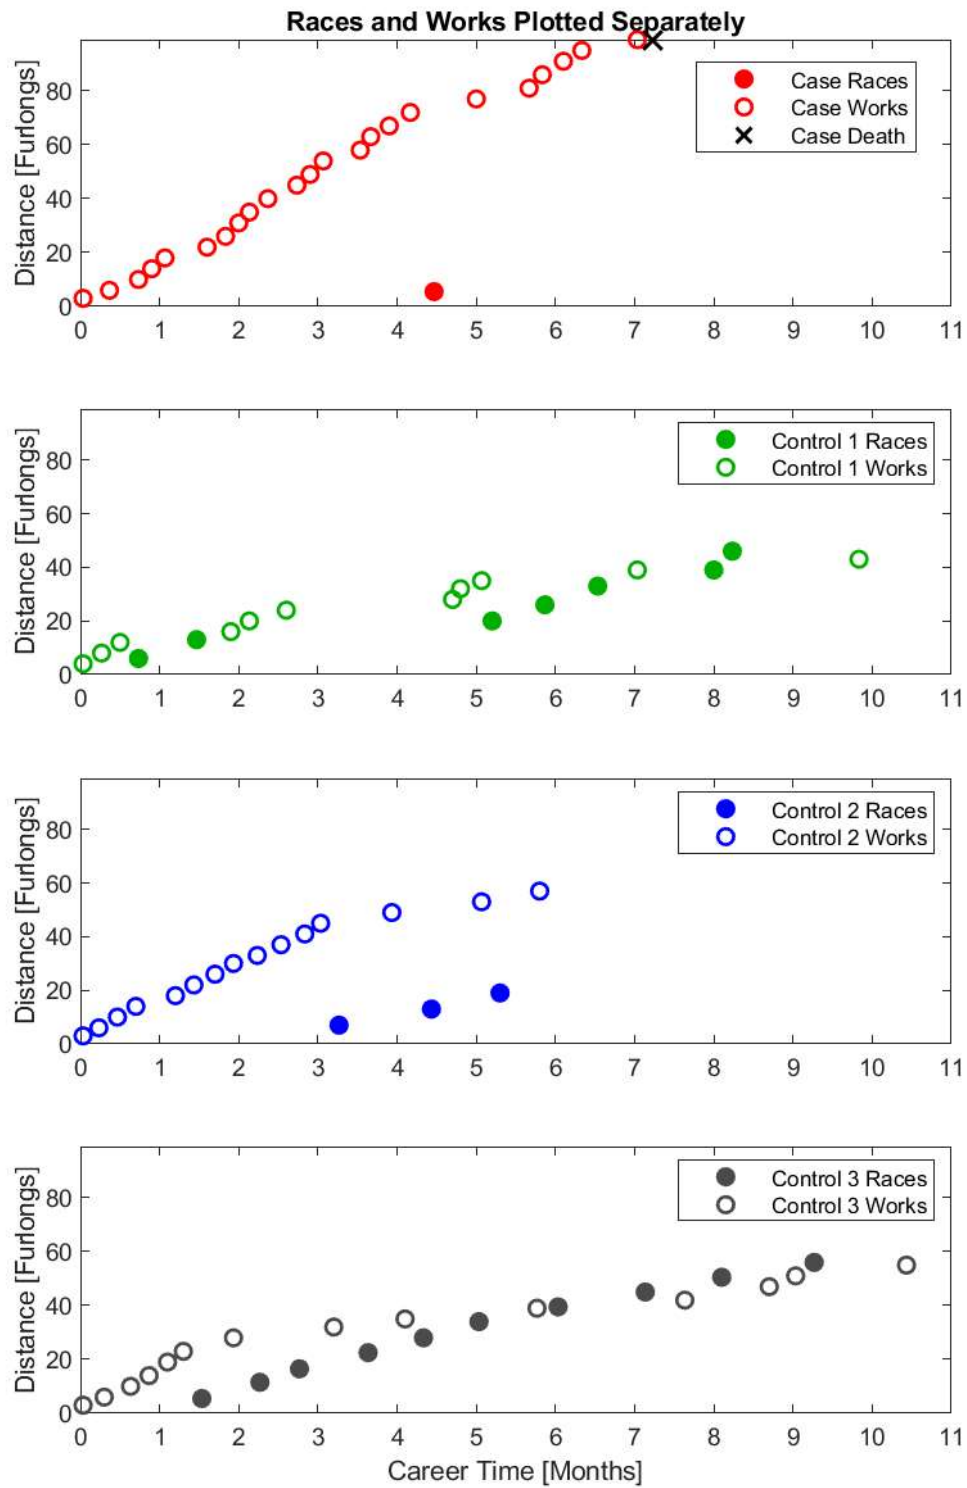 Races and Works Plotted Separately
Distance [Furlongs]
80
60
40
20
0
Case Races
Case Works
Case Death
0 1 2 3 4 5 6 7 8 9 10 11
Distance [Furlongs]
80
60
40
20
0
Control 1 Races
Control 1 Works
0 1 2 3 4 5 6 7 8 9 10 11
Distance [Furlongs]
80
60
40
20
0
Control 2 Races
Control 2 Works
0 1 2 3 4 5 6 7 8 9 10 11
Distance [Furlongs]
80
60
40
20
0
Control 3 Races
Control 3 Works
0 1 2 3 4 5 6 7 8 9 10 11
Career Time [Months]